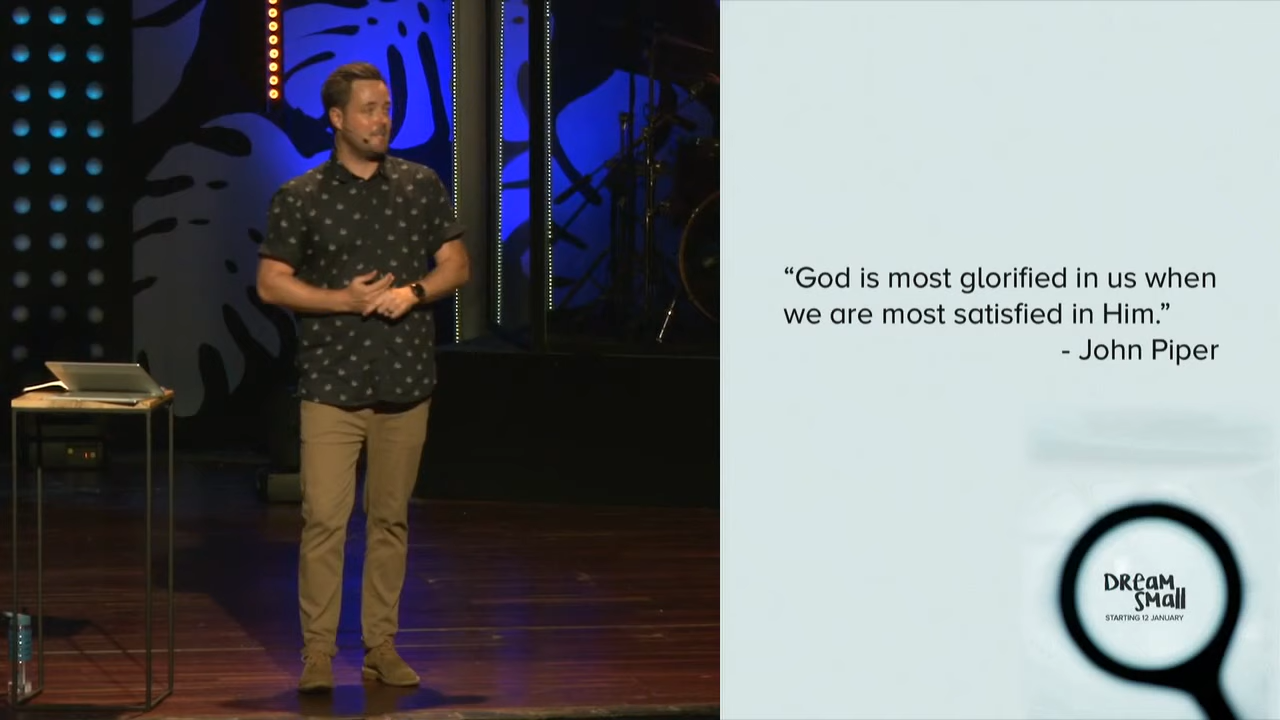 “God is most glorified in us when
we are most satisfied in Him.”
- John Piper
DReam
Small
STARTING 12 JANUARY